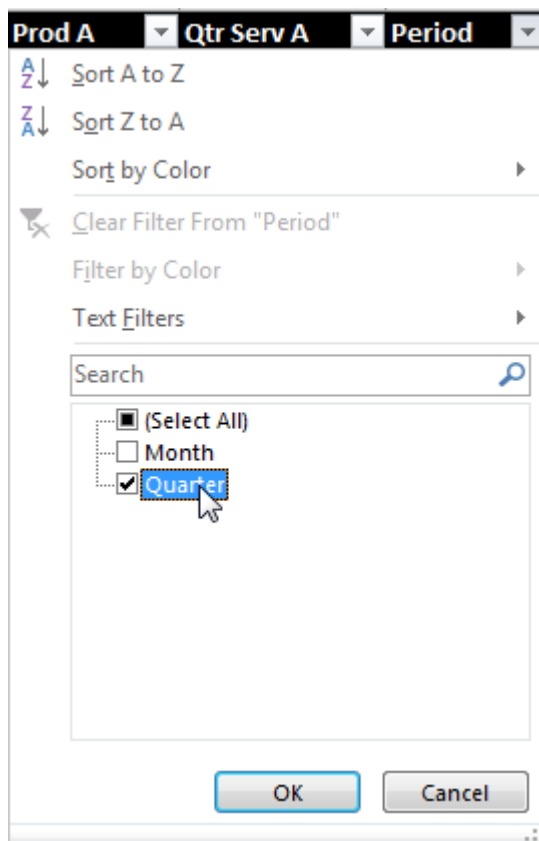 Prod A Qtr Serv A Period
Sort A to Z
Sort Z to A
Sort by Color
Clear Filter From "Period"
Filter by Color
Text Filters
Search
(Select All)
Month
Quarter
OK Cancel